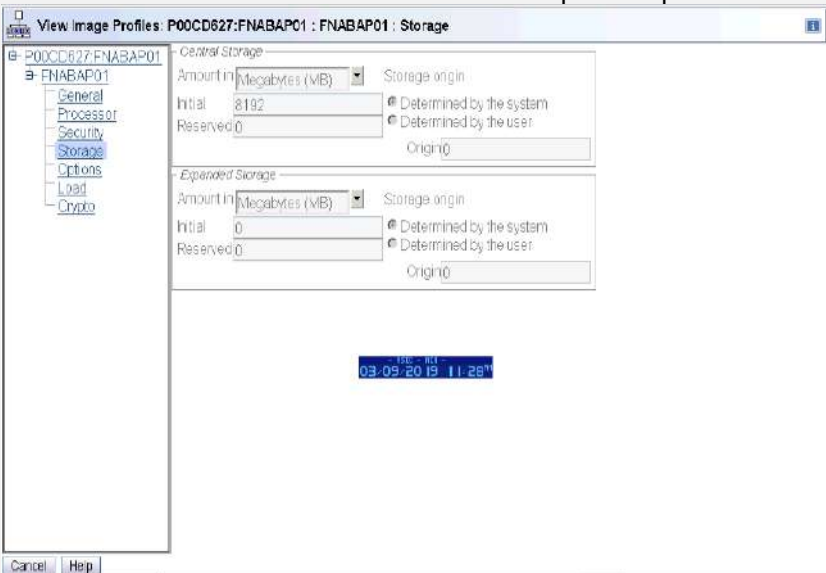 View Image Profiles: P00CD627:FNABAP01 : FNABAP01 : Storage
P00CD627:FNABAP01
FNABAP01
General
Processor
Security
Storage
Options
Load
Crypto
Central Storage
Amount in Megabytes (MB) Storage origin
Initial 8192 Determined by the system
Reserved 0 Determined by the user
Origin 0
Expanded Storage
Amount in Megabytes (MB) Storage origin
Initial 0 Determined by the system
Reserved 0 Determined by the user
Origin 0
03/09/2019 11:28
Cancel Help